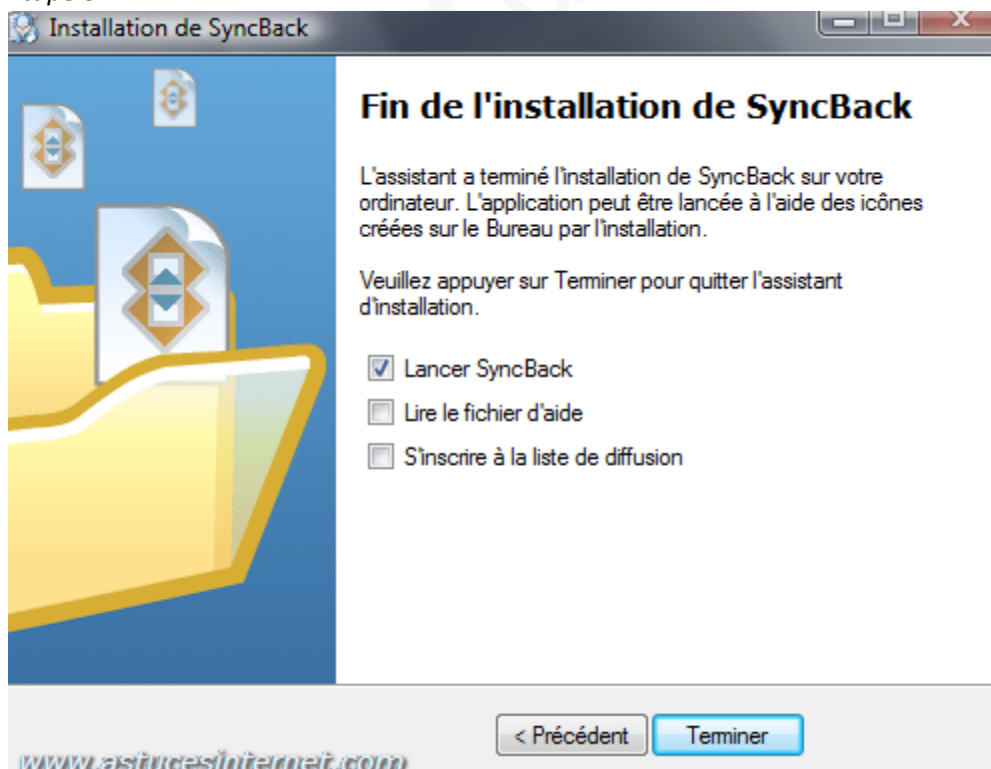 Installation de SyncBack
Fin de l'installation de SyncBack
L'assistant a terminé l'installation de SyncBack sur votre
ordinateur. L'application peut être lancée à l'aide des icônes
créées sur le Bureau par l'installation.
Veuillez appuyer sur Terminer pour quitter l'assistant
d'installation.
Lancer SyncBack
Lire le fichier d'aide
S'inscrire à la liste de diffusion
< Précédent
Terminer
www.astucesinternet.com